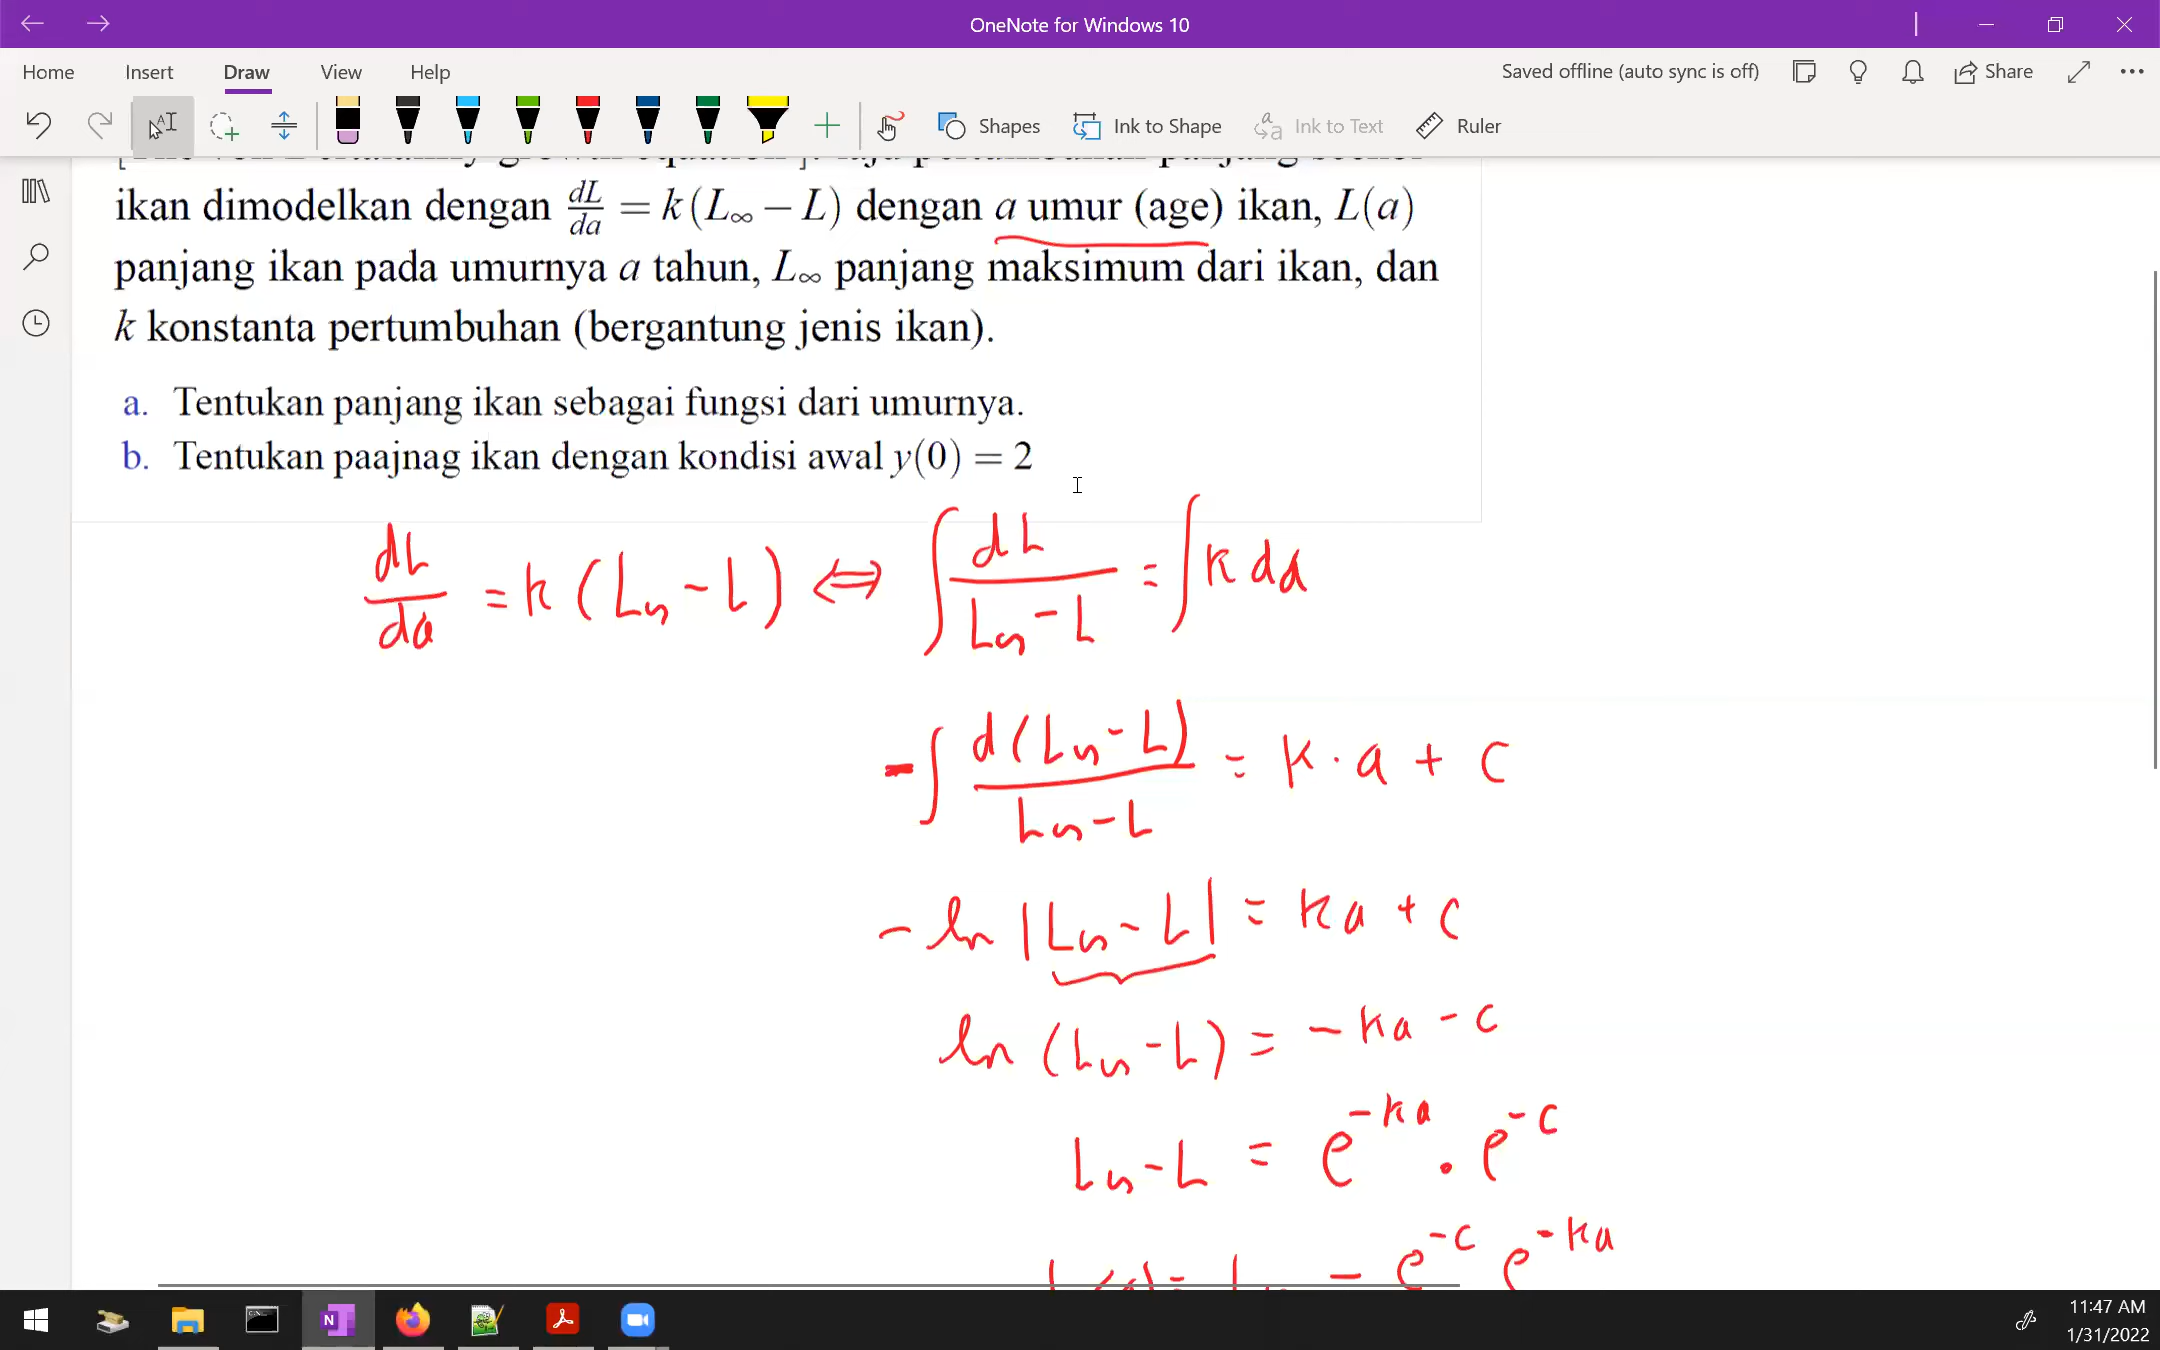 OneNote for Windows 10
Home Insert Draw View Help
Saved offline (auto sync is off) Share
Shapes Ink to Shape Ink to Text Ruler
ikan dimodelkan dengan dL/da = k(L∞ − L) dengan a umur (age) ikan, L(a)
panjang ikan pada umurnya a tahun, L∞ panjang maksimum dari ikan, dan
k konstanta pertumbuhan (bergantung jenis ikan).
a. Tentukan panjang ikan sebagai fungsi dari umurnya.
b. Tentukan paajnag ikan dengan kondisi awal y(0) = 2
dL/da = k(L∞ − L) ⇔ ∫ dL/(L∞ − L) = ∫ k da
− ∫ d(L∞ − L)/(L∞ − L) = k · a + c
− ln |L∞ − L| = ka + c
ln (L∞ − L) = −ka − c
L∞ − L = e^(−ka) · e^(−c)
− e^(−c) e^(−ka)
11:47 AM
1/31/2022